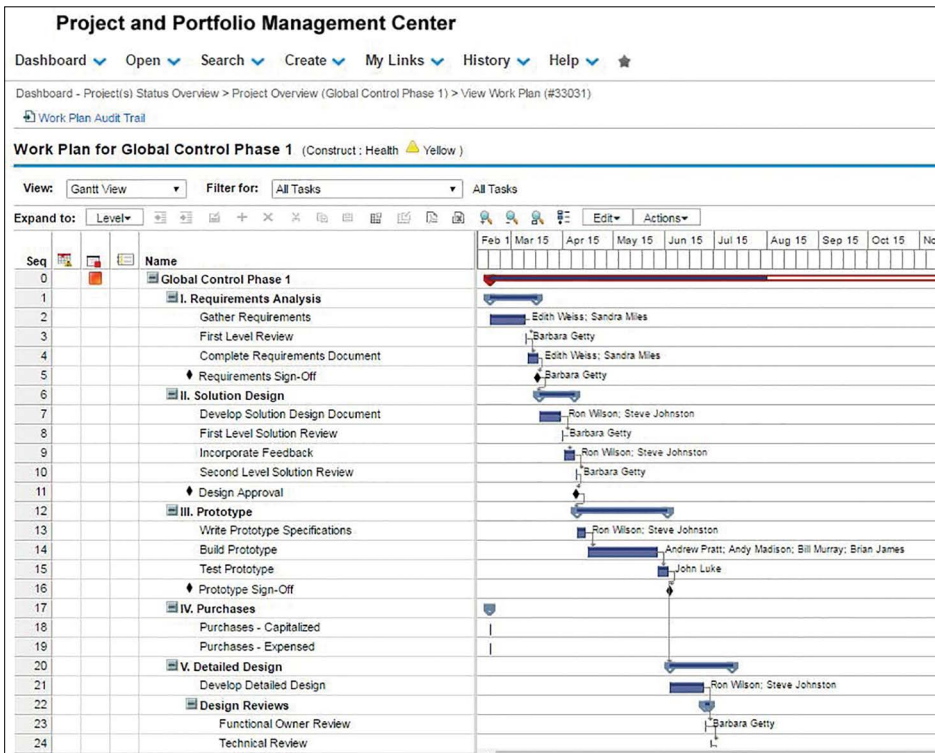 Project and Portfolio Management Center
Dashboard Open Search Create My Links History Help
Dashboard - Project(s) Status Overview > Project Overview (Global Control Phase 1) > View Work Plan (#33031)
Work Plan Audit Trail
Work Plan for Global Control Phase 1 (Construct : Health Yellow )
View: Gantt View Filter for: All Tasks All Tasks
Expand to: Level Edit Actions
Feb 1 Mar 15 Apr 15 May 15 Jun 15 Jul 15 Aug 15 Sep 15 Oct 15 No
Seq Name
0 Global Control Phase 1
1 I. Requirements Analysis
2 Gather Requirements Edith Weiss; Sandra Miles
3 First Level Review Barbara Getty
4 Complete Requirements Document Edith Weiss; Sandra Miles
5 Requirements Sign-Off Barbara Getty
6 II. Solution Design
7 Develop Solution Design Document Ron Wilson; Steve Johnston
8 First Level Solution Review Barbara Getty
9 Incorporate Feedback Ron Wilson; Steve Johnston
10 Second Level Solution Review Barbara Getty
11 Design Approval
12 III. Prototype
13 Write Prototype Specifications Ron Wilson; Steve Johnston
14 Build Prototype Andrew Pratt; Andy Madison; Bill Murray; Brian James
15 Test Prototype John Luke
16 Prototype Sign-Off
17 IV. Purchases
18 Purchases - Capitalized
19 Purchases - Expensed
20 V. Detailed Design
21 Develop Detailed Design Ron Wilson; Steve Johnston
22 Design Reviews
23 Functional Owner Review Barbara Getty
24 Technical Review